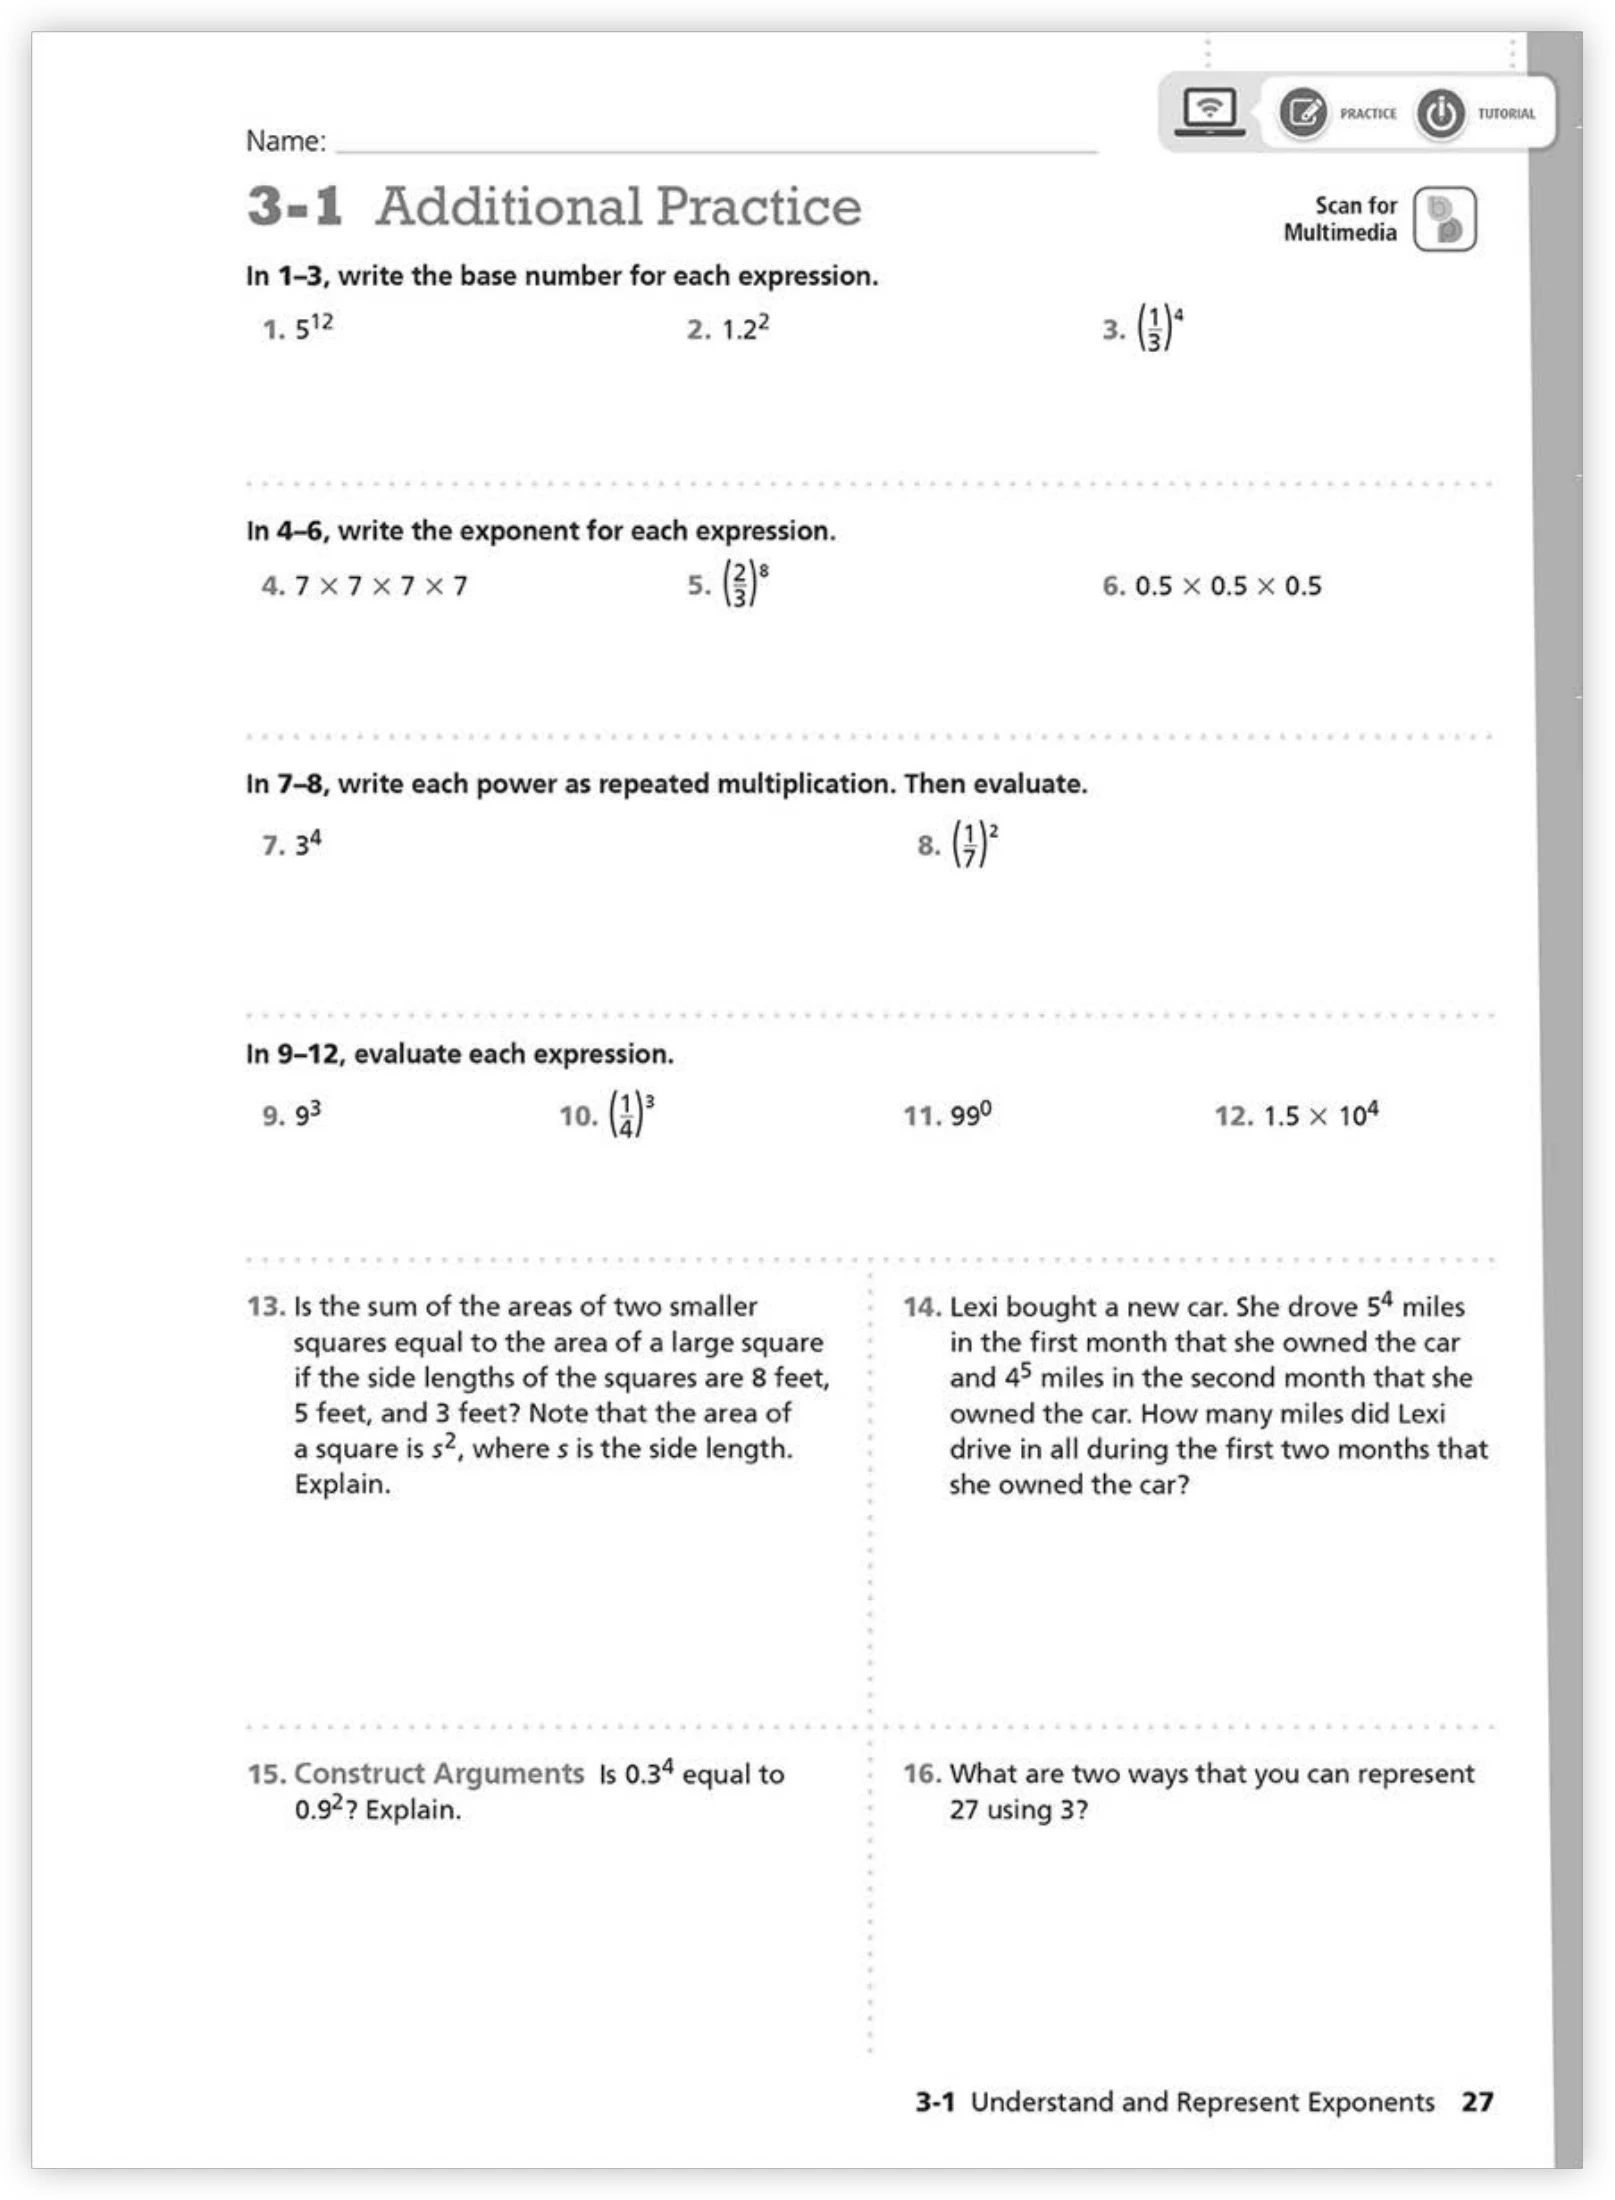 PRACTICE TUTORIAL
Name:
3-1 Additional Practice
Scan for
Multimedia
In 1–3, write the base number for each expression.
1. 5¹² 2. 1.2² 3. (1/3)⁴
In 4–6, write the exponent for each expression.
4. 7 × 7 × 7 × 7 5. (2/3)⁸ 6. 0.5 × 0.5 × 0.5
In 7–8, write each power as repeated multiplication. Then evaluate.
7. 3⁴ 8. (1/7)²
In 9–12, evaluate each expression.
9. 9³ 10. (1/4)³ 11. 99⁰ 12. 1.5 × 10⁴
13. Is the sum of the areas of two smaller
squares equal to the area of a large square
if the side lengths of the squares are 8 feet,
5 feet, and 3 feet? Note that the area of
a square is s², where s is the side length.
Explain.
14. Lexi bought a new car. She drove 5⁴ miles
in the first month that she owned the car
and 4⁵ miles in the second month that she
owned the car. How many miles did Lexi
drive in all during the first two months that
she owned the car?
15. Construct Arguments Is 0.3⁴ equal to
0.9²? Explain.
16. What are two ways that you can represent
27 using 3?
3-1 Understand and Represent Exponents 27